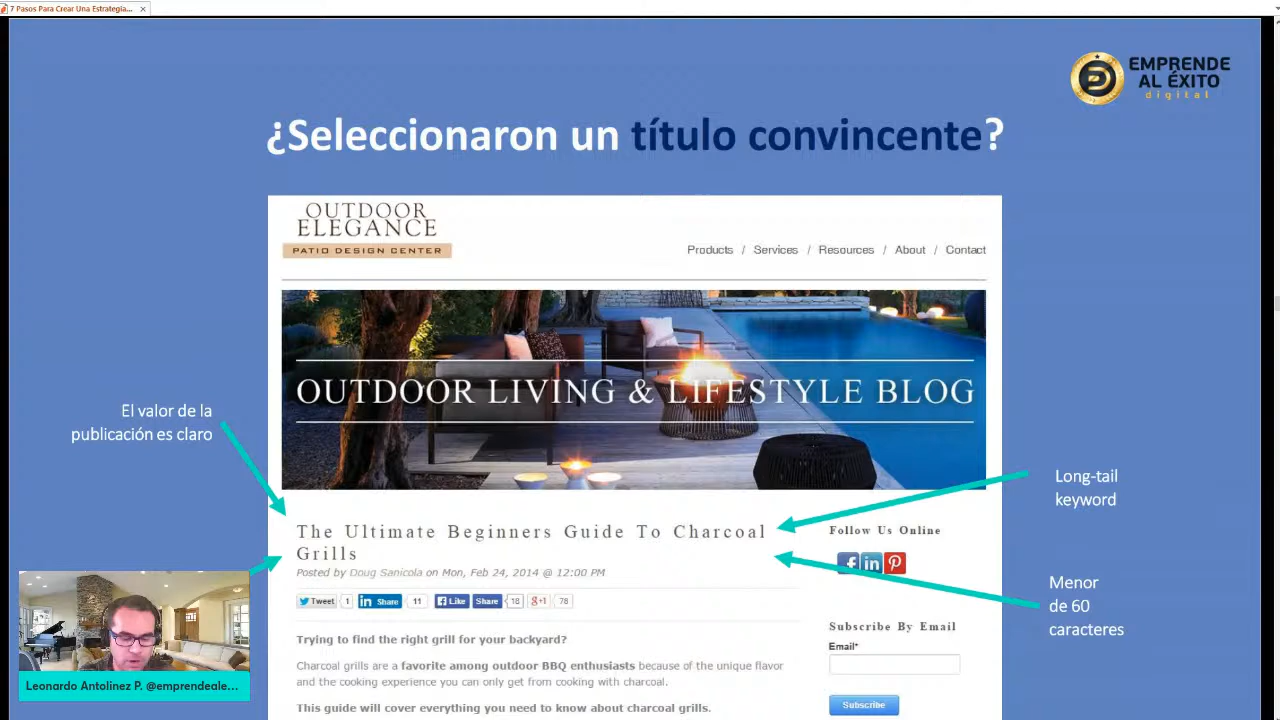 7 Pasos Para Crear Una Estrategia...
EMPRENDE
AL ÉXITO
digital
¿Seleccionaron un título convincente?
OUTDOOR
ELEGANCE
PATIO DESIGN CENTER
Products / Services / Resources / About / Contact
OUTDOOR LIVING & LIFESTYLE BLOG
El valor de la
publicación es claro
Long-tail
keyword
The Ultimate Beginners Guide To Charcoal
Grills
Posted by Doug Sanicola on Mon, Feb 24, 2014 @ 12:00 PM
Tweet 1 in Share 11 Like Share 18 g+1 78
Follow Us Online
f in P
Menor
de 60
caracteres
Trying to find the right grill for your backyard?
Charcoal grills are a favorite among outdoor BBQ enthusiasts because of the unique flavor
and the cooking experience you can only get from cooking with charcoal.
This guide will cover everything you need to know about charcoal grills.
Subscribe By Email
Email*
Subscribe
Leonardo Antolinez P. @emprendeale...